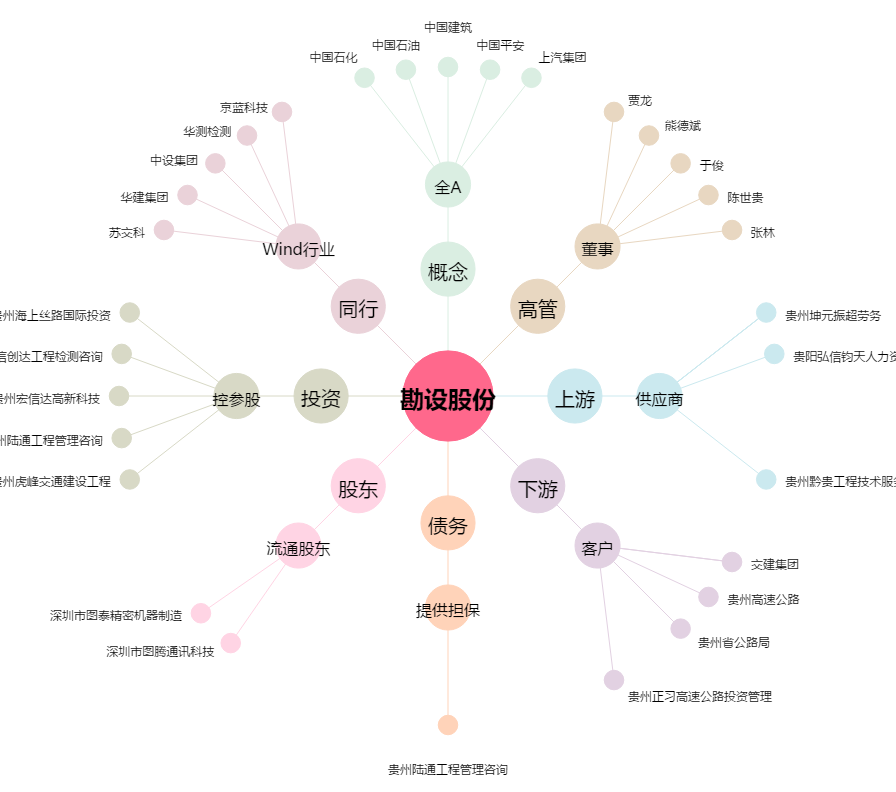 中国建筑
中国石油
中国平安
中国石化
上汽集团
京蓝科技
贾龙
华测检测
熊德斌
中设集团
于俊
全A
华建集团
陈世贵
苏交科
张林
Wind行业
董事
概念
同行
高管
贵州海上丝路国际投资
贵州坤元振超劳务
信创达工程检测咨询
贵阳弘信钧天人力资
贵州宏信达高新科技
控参股
投资
勘设股份
上游
供应商
州陆通工程管理咨询
贵州虎峰交通建设工程
贵州黔贵工程技术服务
股东
下游
债务
流通股东
客户
交建集团
提供担保
贵州高速公路
深圳市图泰精密机器制造
贵州省公路局
深圳市图腾通讯科技
贵州正习高速公路投资管理
贵州陆通工程管理咨询